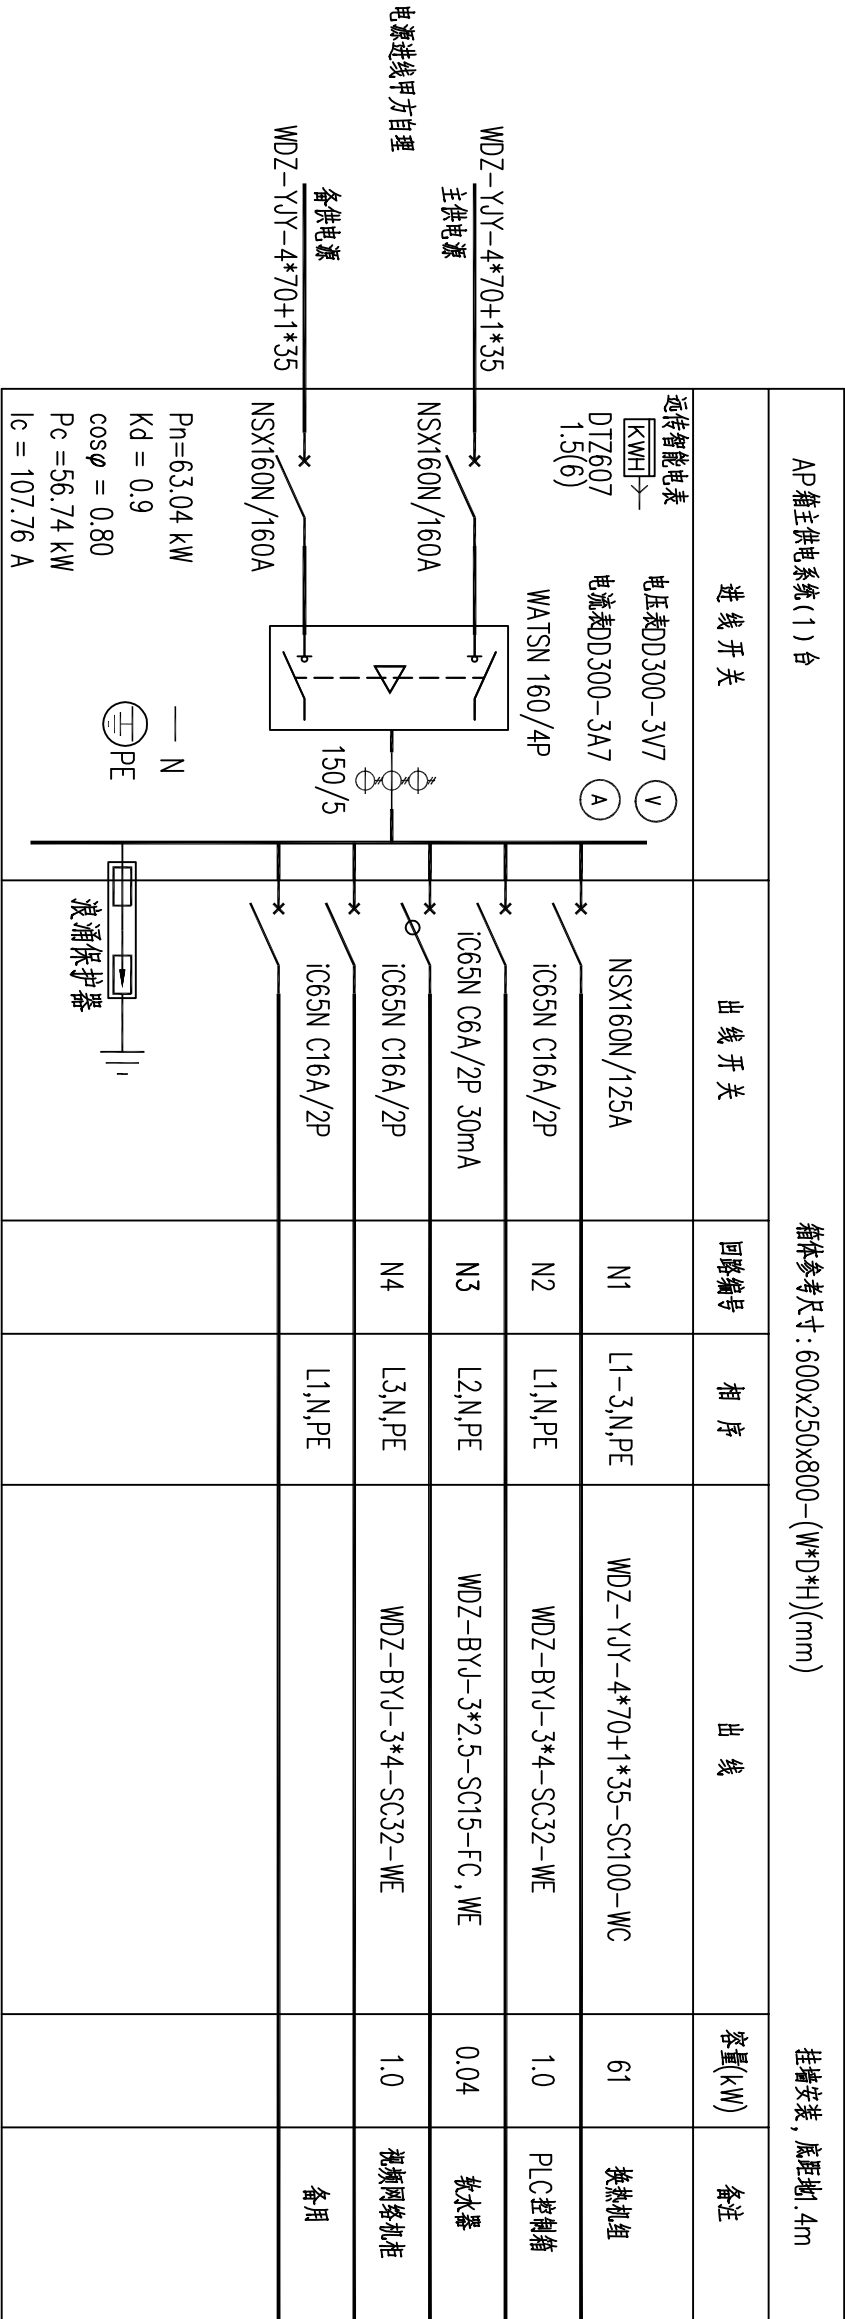 AP箱主供电系统(1)台
箱体参考尺寸:600x250x800-(W*D*H)(mm)
挂墙安装,底距地1.4m
进线开关
出线开关
回路编号
相序
出线
容量(kW)
备注
电源进线甲方自理
WDZ-YJY-4*70+1*35
主供电源
备供电源
WDZ-YJY-4*70+1*35
远传智能电表
KWH
DTZ607
1.5(6)
电压表DD300-3V7
V
电流表DD300-3A7
A
NSX160N/160A
WATSN 160/4P
150/5
NSX160N/160A
Pn=63.04 kW
Kd = 0.9
cosφ = 0.80
Pc =56.74 kW
Ic = 107.76 A
N
PE
NSX160N/125A
N1
L1-3,N,PE
WDZ-YJY-4*70+1*35-SC100-WC
61
换热机组
iC65N C16A/2P
N2
L1,N,PE
WDZ-BYJ-3*4-SC32-WE
1.0
PLC控制箱
iC65N C6A/2P 30mA
N3
L2,N,PE
WDZ-BYJ-3*2.5-SC15-FC,WE
0.04
软水器
iC65N C16A/2P
N4
L3,N,PE
WDZ-BYJ-3*4-SC32-WE
1.0
视频网络机柜
iC65N C16A/2P
L1,N,PE
备用
浪涌保护器